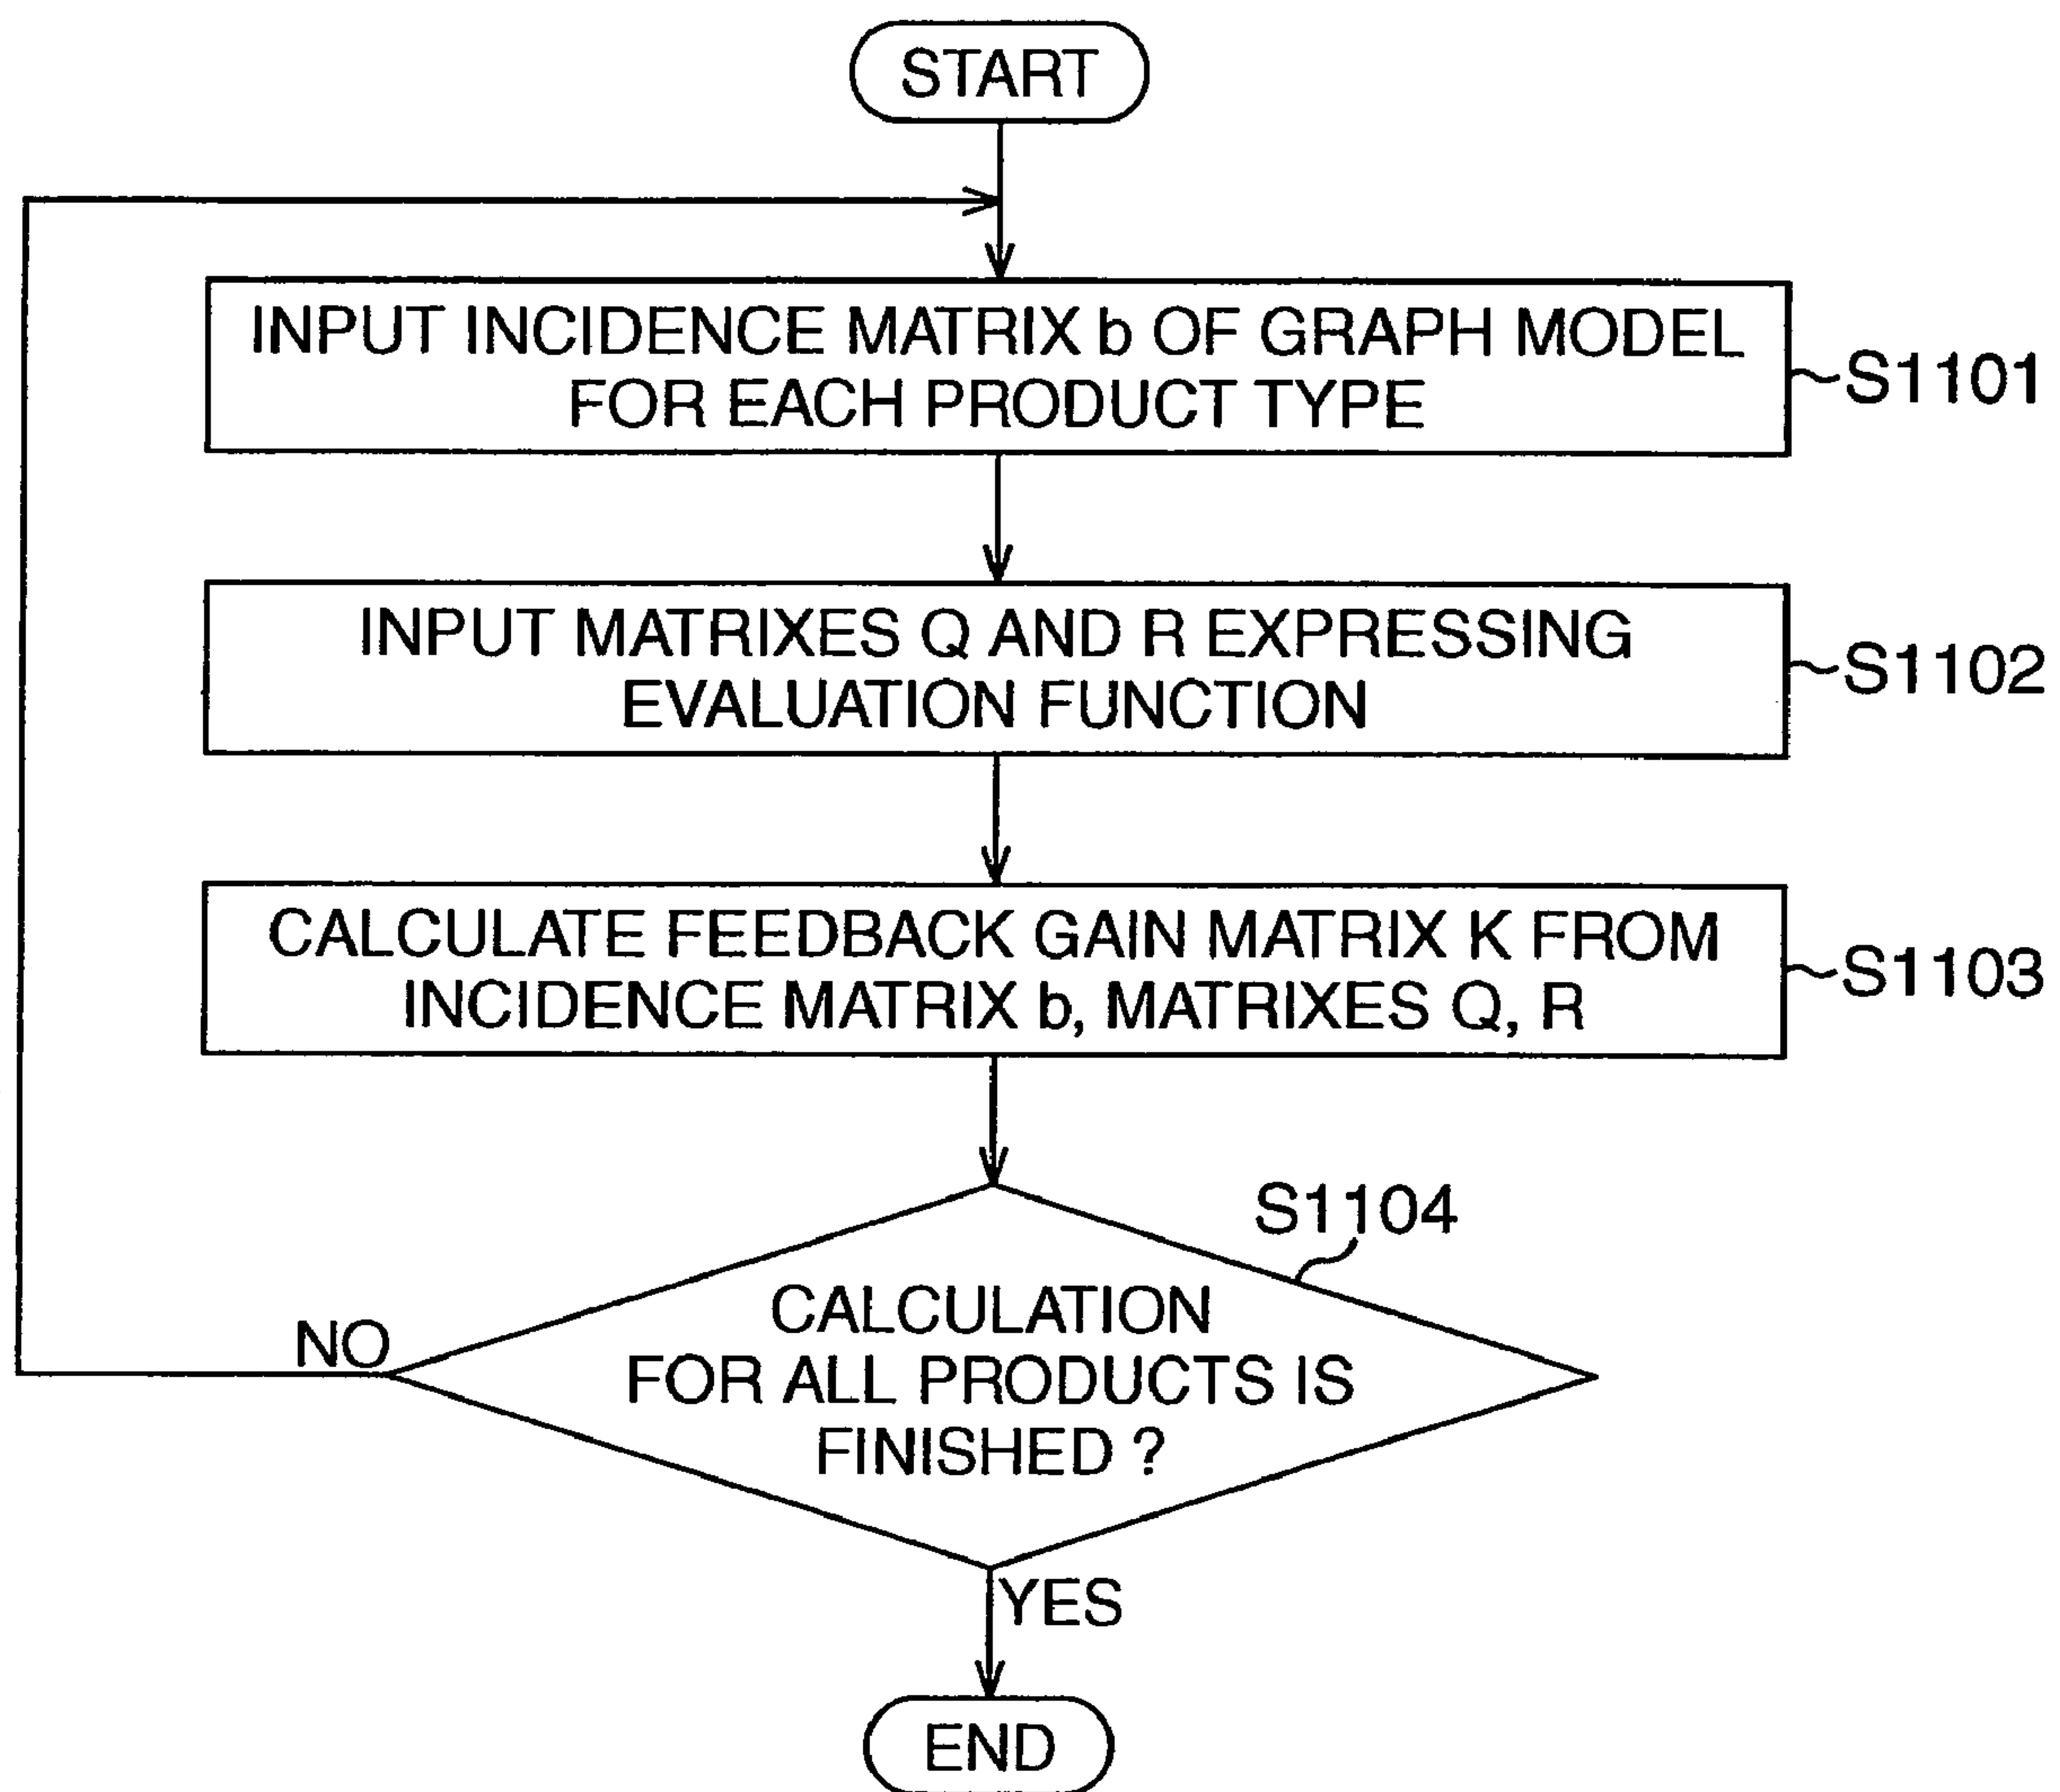 START
INPUT INCIDENCE MATRIX b OF GRAPH MODEL
FOR EACH PRODUCT TYPE
S1101
INPUT MATRIXES Q AND R EXPRESSING
EVALUATION FUNCTION
S1102
CALCULATE FEEDBACK GAIN MATRIX K FROM
INCIDENCE MATRIX b, MATRIXES Q, R
S1103
S1104
CALCULATION
FOR ALL PRODUCTS IS
FINISHED ?
NO
YES
END